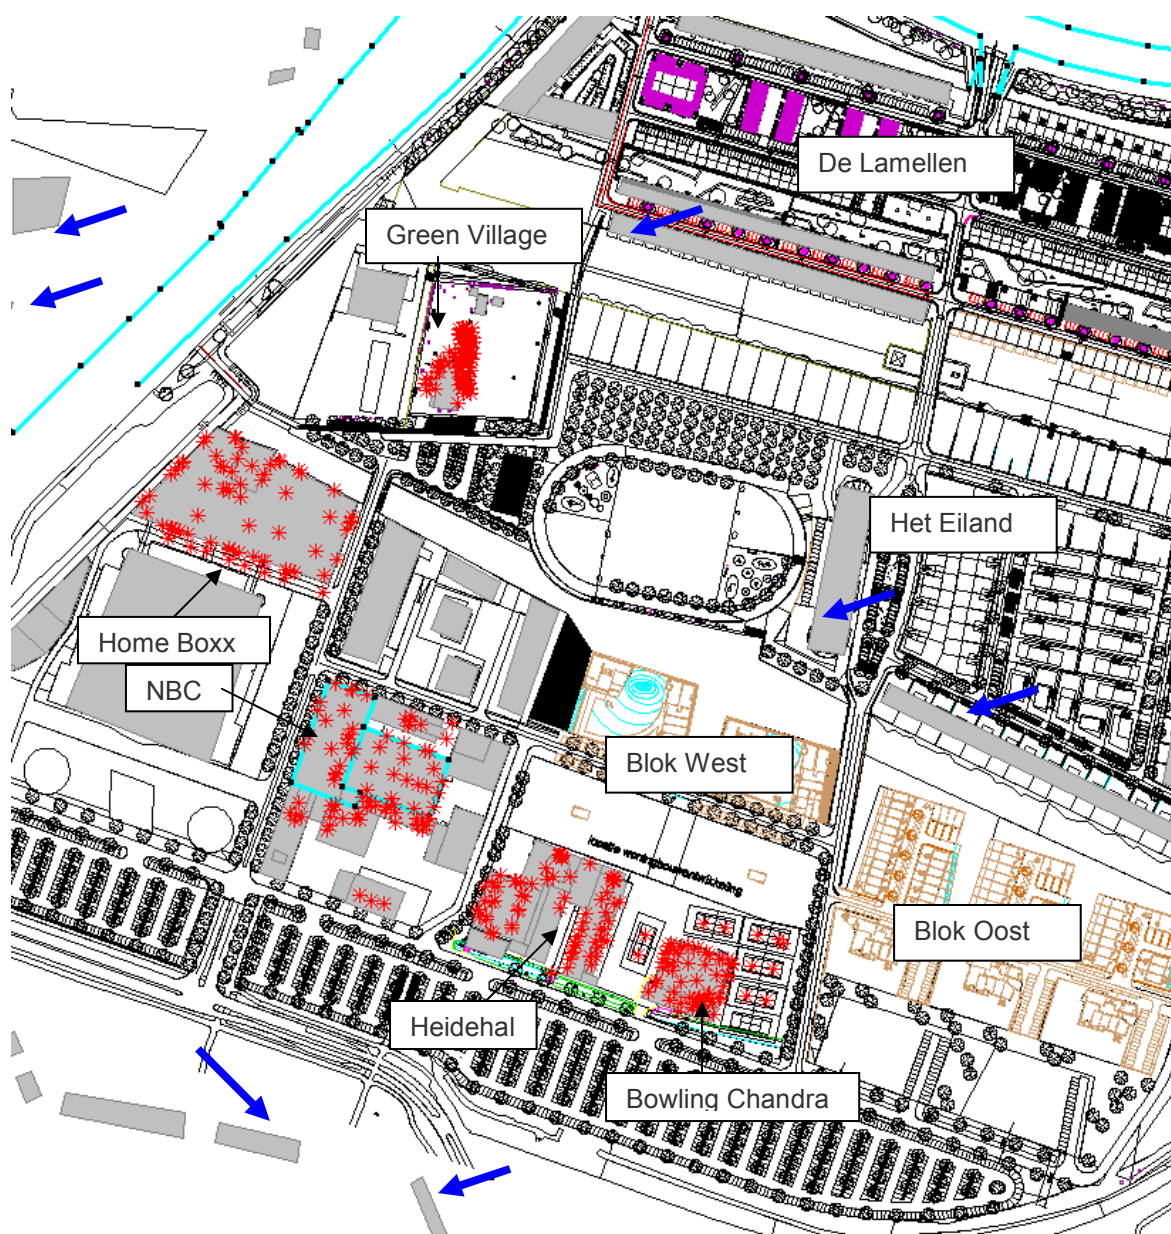 De Lamellen
Green Village
Het Eiland
Home Boxx
NBC
Blok West
Blok Oost
Heidehal
Bowling Chandra